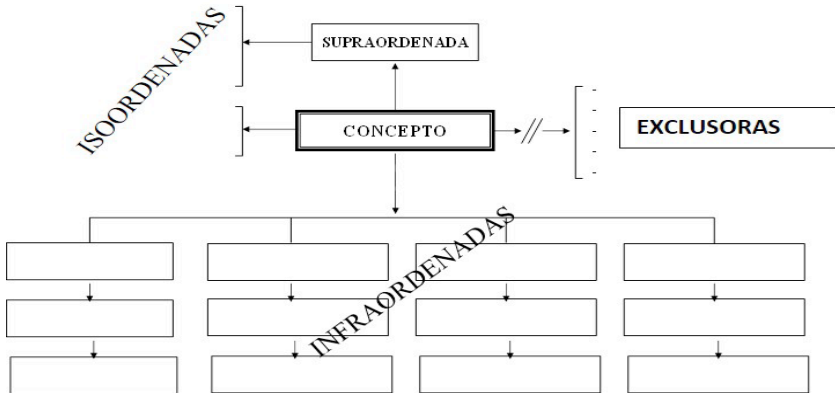 ISOORDENADAS
SUPRAORDENADA
CONCEPTO
EXCLUSORAS
INFRAORDENADAS